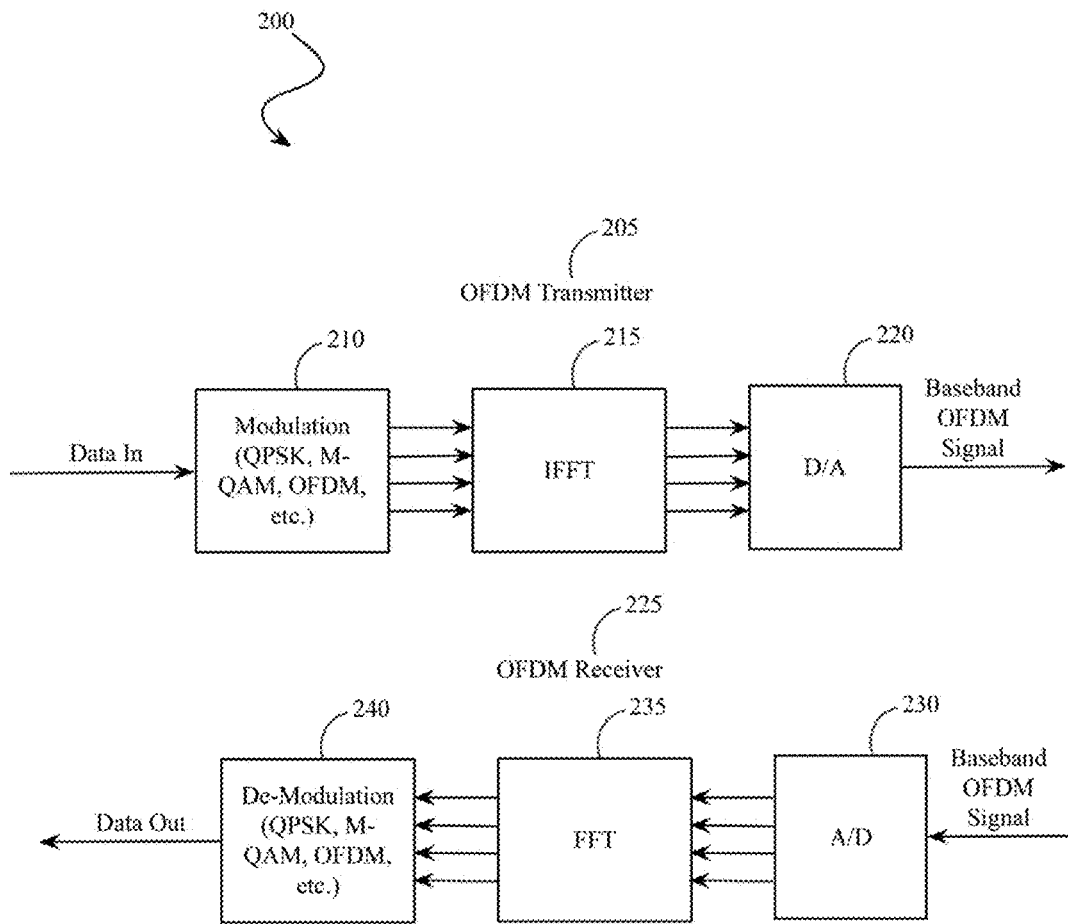 200
205
OFDM Transmitter
210
215
220
Data In
Modulation
(QPSK, M-
QAM, OFDM,
etc.)
IFFT
D/A
Baseband
OFDM
Signal
225
OFDM Receiver
240
235
230
Data Out
De-Modulation
(QPSK, M-
QAM, OFDM,
etc.)
FFT
A/D
Baseband
OFDM
Signal